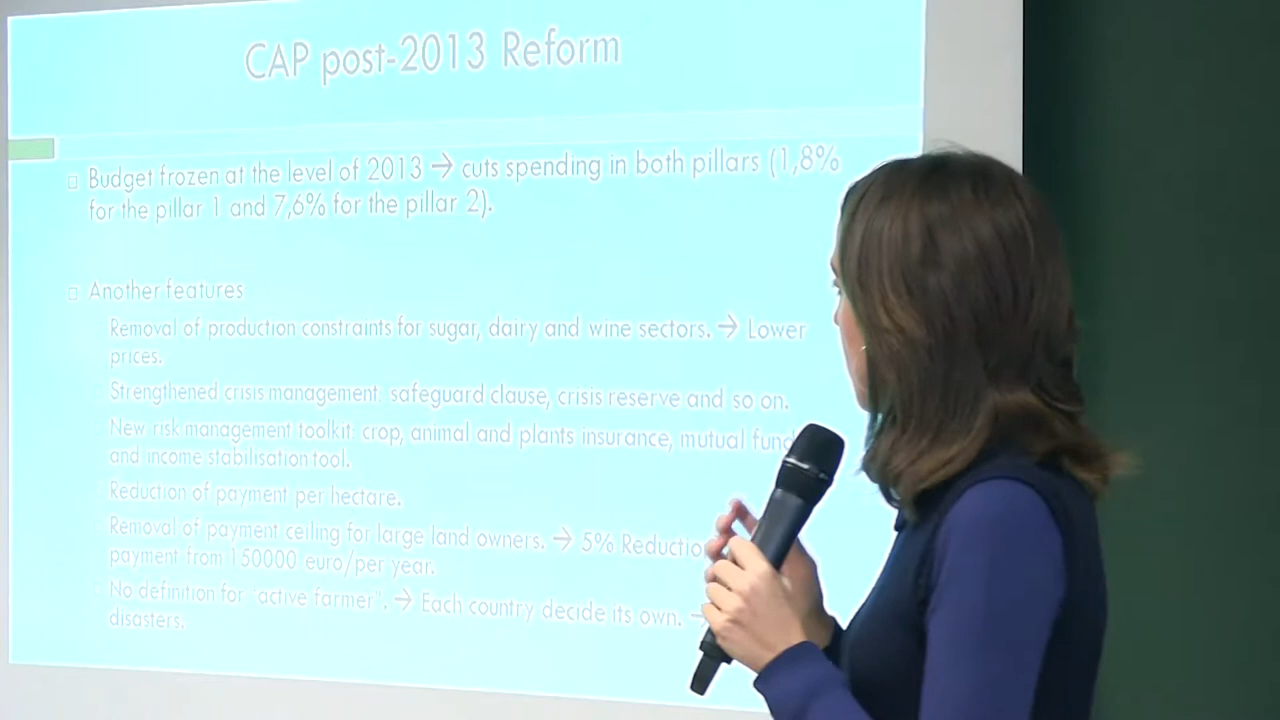 CAP post-2013 Reform
Budget frozen at the level of 2013 → cuts spending in both pillars (1,8%
for the pillar 1 and 7,6% for the pillar 2).
Another features
Removal of production constraints for sugar, dairy and wine sectors. → Lower
prices.
Strengthened crisis management: safeguard clause, crisis reserve and so on.
New risk management toolkit: crop, animal and plants insurance, mutual fund
and income stabilisation tool.
Reduction of payment per hectare.
Removal of payment ceiling for large land owners. → 5% Reductio
payment from 150000 euro/per year.
No definition for "active farmer". → Each country decide its own. →
disasters.